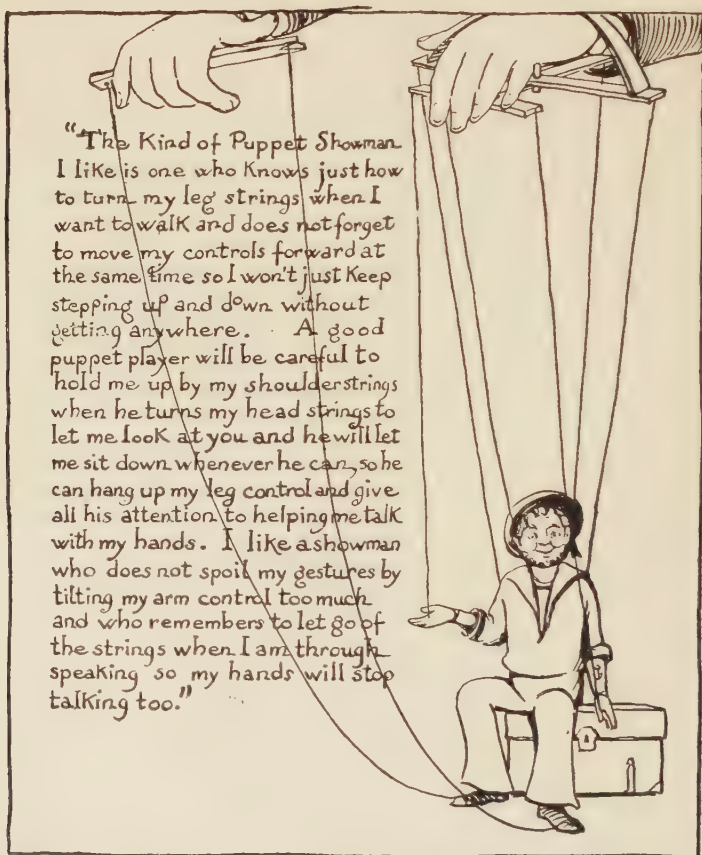 "The Kind of Puppet Showman
I like is one who knows just how
to turn my leg strings when I
want to walk and does not forget
to move my controls forward at
the same time so I won't just keep
stepping up and down without
getting anywhere. A good
puppet player will be careful to
hold me up by my shoulder strings
when he turns my head strings to
let me look at you and he will let
me sit down whenever he can, so he
can hang up my leg control and give
all his attention to helping me talk
with my hands. I like a showman
who does not spoil my gestures by
tilting my arm control too much
and who remembers to let go of
the strings when I am through
speaking so my hands will stop
talking too."